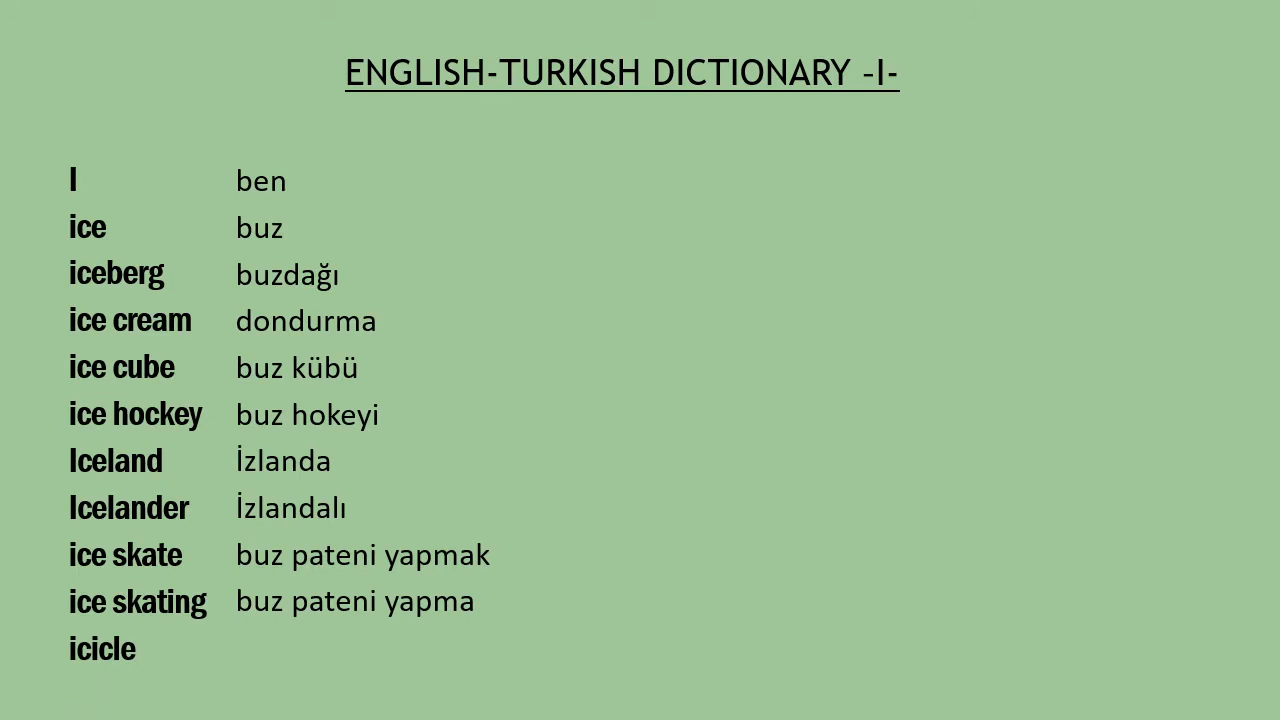 ENGLISH-TURKISH DICTIONARY –I-
I ben
ice buz
iceberg buzdağı
ice cream dondurma
ice cube buz kübü
ice hockey buz hokeyi
Iceland İzlanda
Icelander İzlandalı
ice skate buz pateni yapmak
ice skating buz pateni yapma
icicle